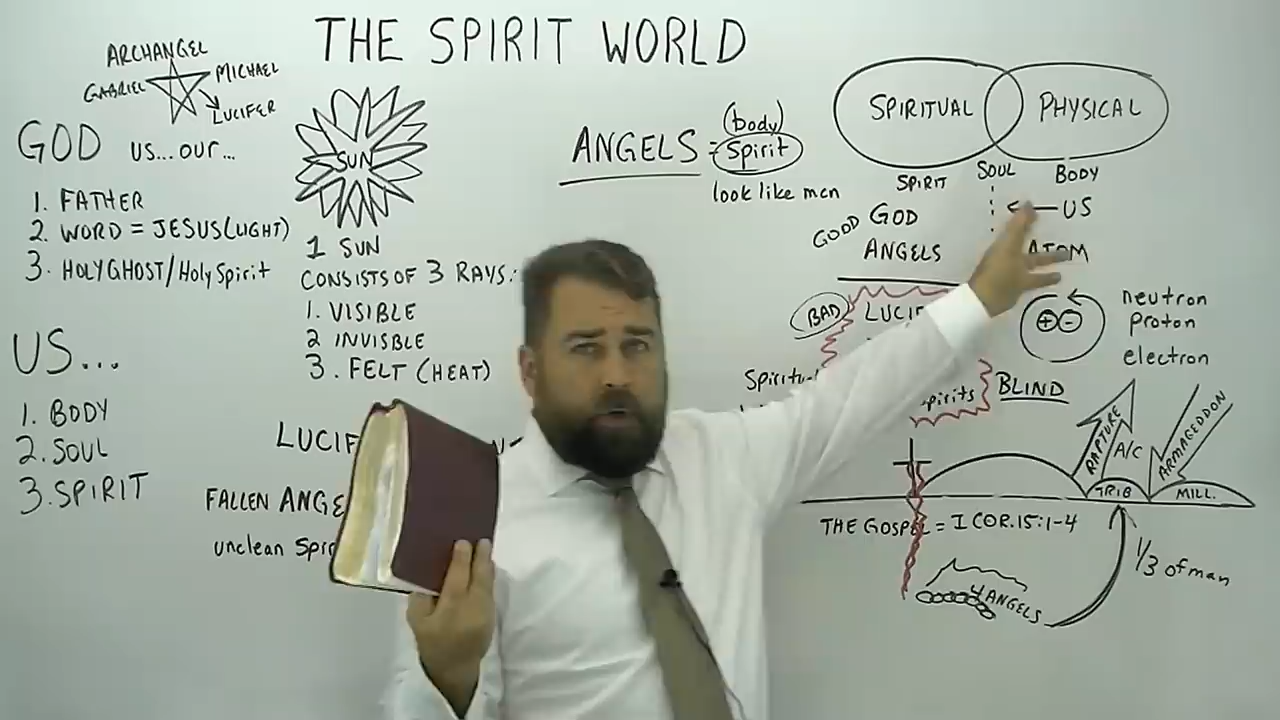 THE SPIRIT WORLD
ARCHANGEL
GABRIEL
MICHAEL
LUCIFER
GOD US...OUR...
1. FATHER
2. WORD = JESUS (LIGHT)
3. HOLY GHOST/Holy Spirit
US...
1. BODY
2. SOUL
3. SPIRIT
SUN
1 SUN
CONSISTS OF 3 RAYS:
1. VISIBLE
2 INVISBLE
3. FELT (HEAT)
FALLEN
unclean
(body)
ANGELS = Spirit
look like men
SPIRITUAL
PHYSICAL
SPIRIT
SOUL
BODY
GOOD GOD
US
ANGELS
ATOM
BAD
BLIND
neutron
proton
electron
RAPTURE
A/C
ARMAGEDDON
TRIB
MILL.
THE GOSPEL = I COR. 15:1-4
4 ANGELS
1/3 of man